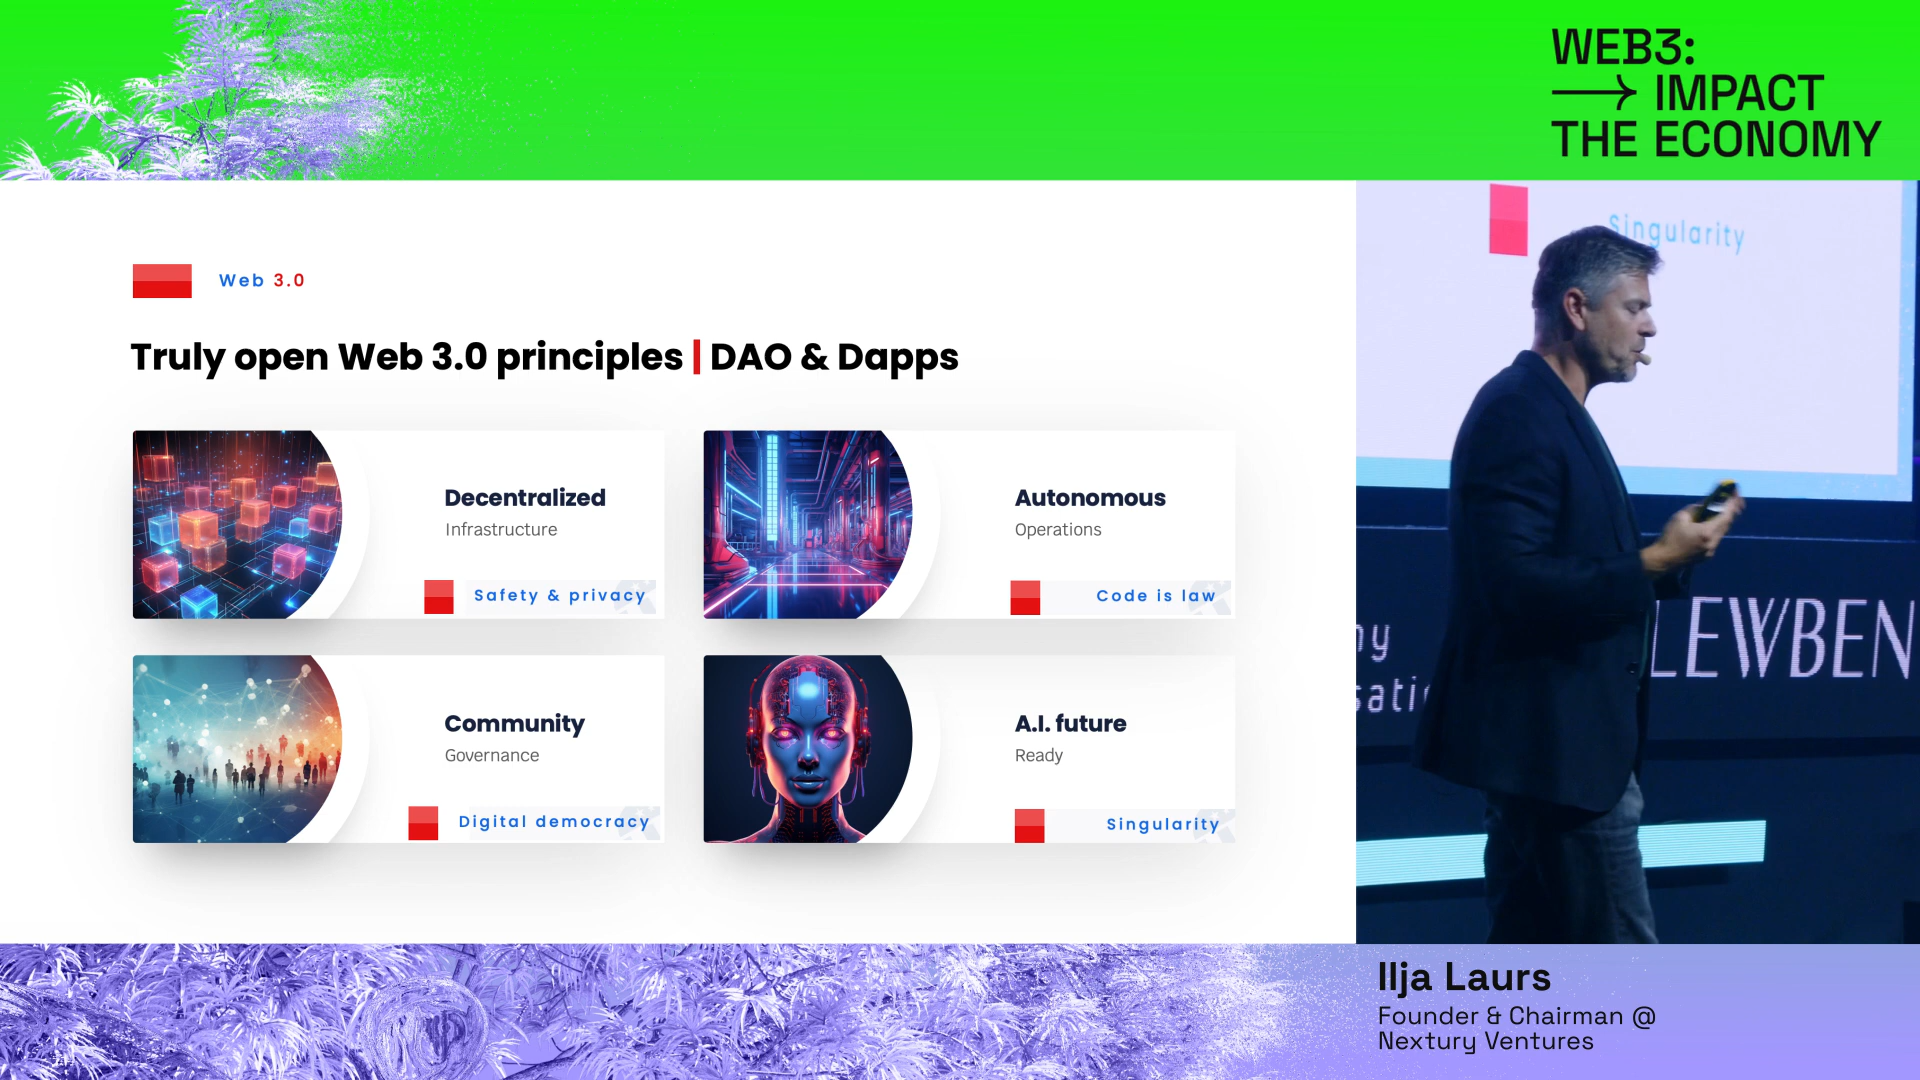 WEB3:
→ IMPACT
THE ECONOMY
Web 3.0
Truly open Web 3.0 principles | DAO & Dapps
Decentralized
Infrastructure
Safety & privacy
Autonomous
Operations
Code is law
Community
Governance
Digital democracy
A.I. future
Ready
Singularity
Singularity
LEWBEN
Ilja Laurs
Founder & Chairman @
Nextury Ventures